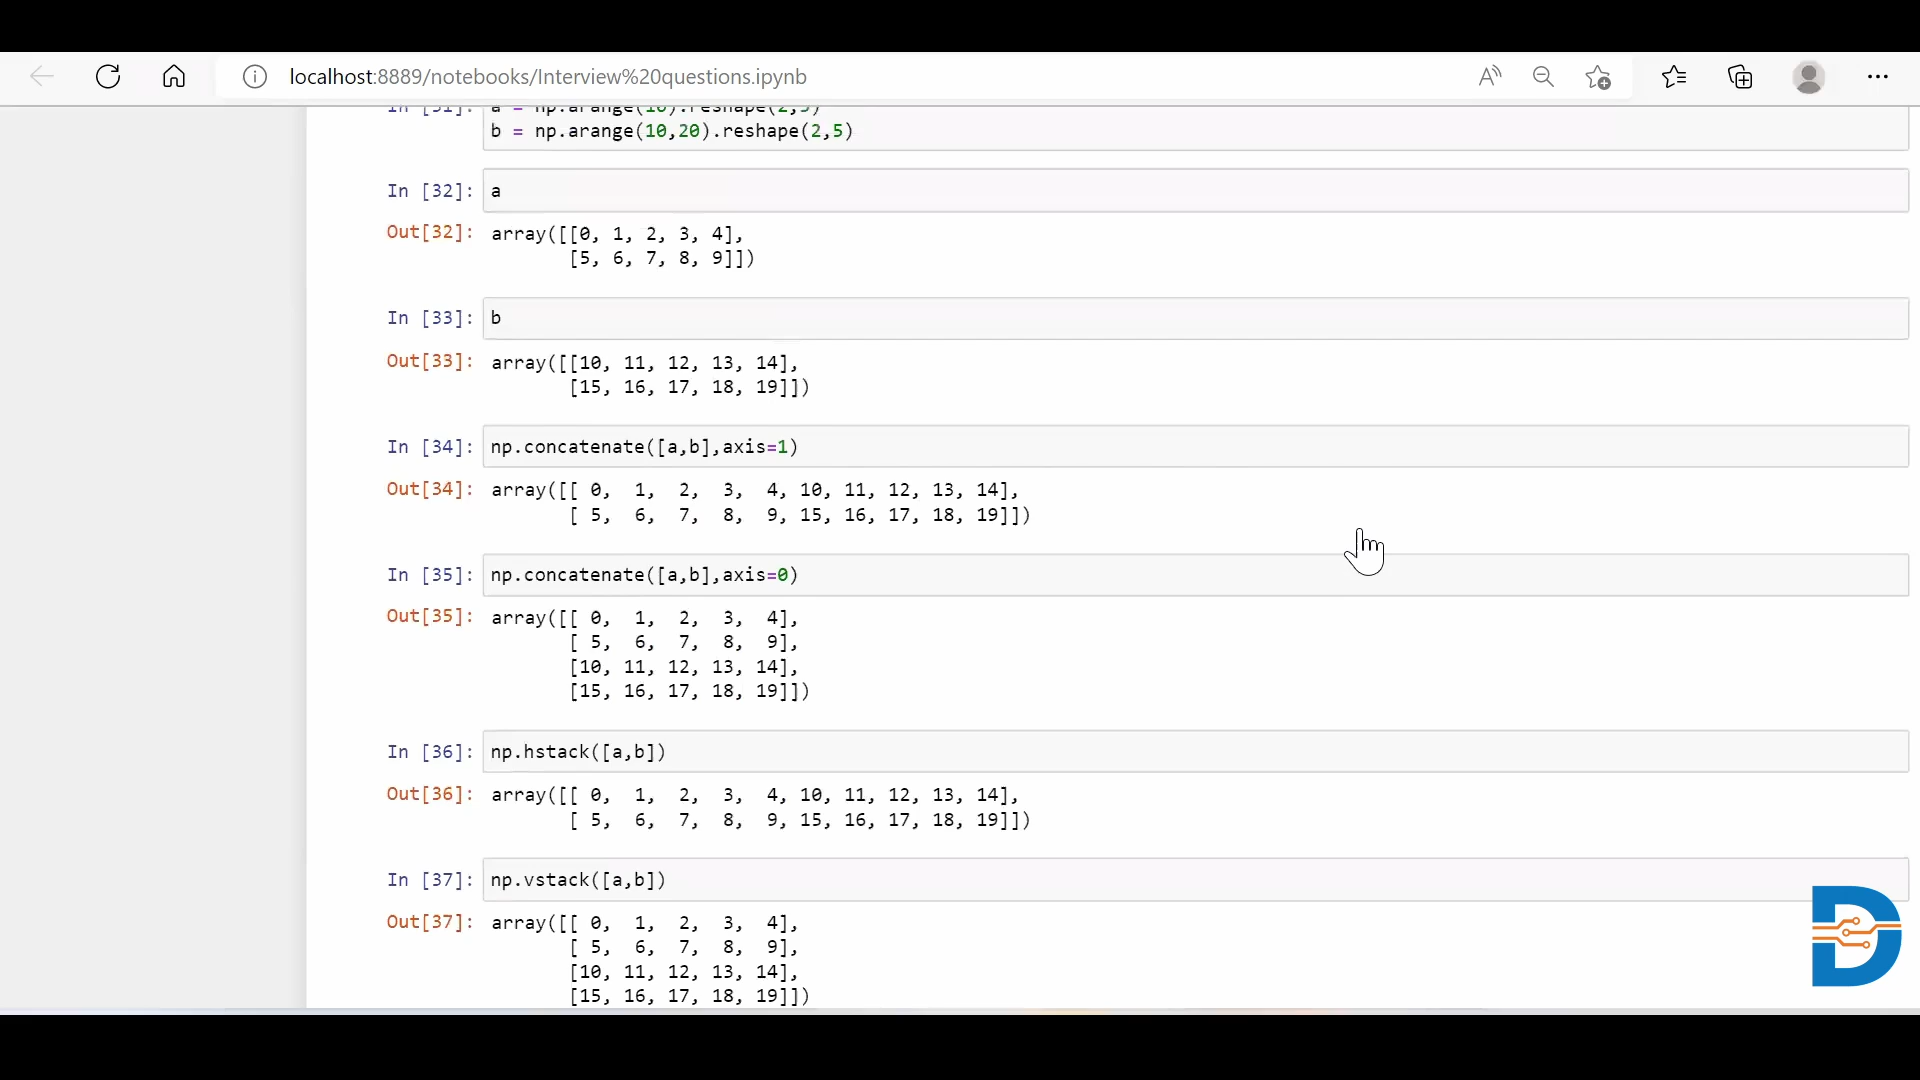 localhost:8889/notebooks/Interview%20questions.ipynb
In [31]: a = np.arange(10).reshape(2,5)
b = np.arange(10,20).reshape(2,5)
In [32]: a
Out[32]: array([[0, 1, 2, 3, 4],
[5, 6, 7, 8, 9]])
In [33]: b
Out[33]: array([[10, 11, 12, 13, 14],
[15, 16, 17, 18, 19]])
In [34]: np.concatenate([a,b],axis=1)
Out[34]: array([[ 0, 1, 2, 3, 4, 10, 11, 12, 13, 14],
[ 5, 6, 7, 8, 9, 15, 16, 17, 18, 19]])
In [35]: np.concatenate([a,b],axis=0)
Out[35]: array([[ 0, 1, 2, 3, 4],
[ 5, 6, 7, 8, 9],
[10, 11, 12, 13, 14],
[15, 16, 17, 18, 19]])
In [36]: np.hstack([a,b])
Out[36]: array([[ 0, 1, 2, 3, 4, 10, 11, 12, 13, 14],
[ 5, 6, 7, 8, 9, 15, 16, 17, 18, 19]])
In [37]: np.vstack([a,b])
Out[37]: array([[ 0, 1, 2, 3, 4],
[ 5, 6, 7, 8, 9],
[10, 11, 12, 13, 14],
[15, 16, 17, 18, 19]])